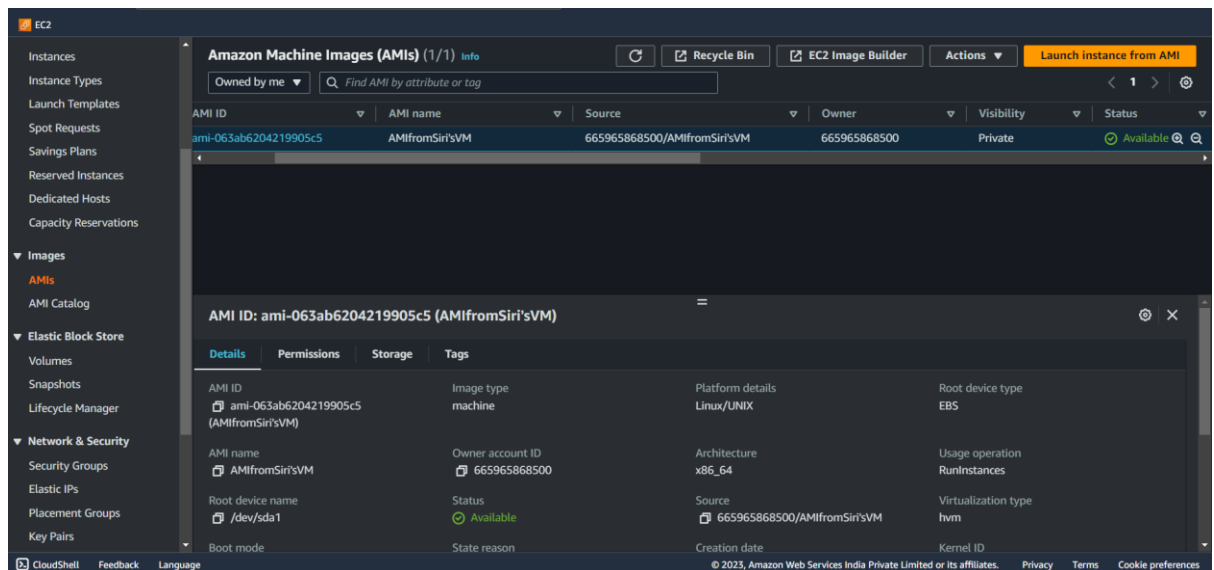 EC2
Instances
Instance Types
Launch Templates
Spot Requests
Savings Plans
Reserved Instances
Dedicated Hosts
Capacity Reservations
Images
AMIs
AMI Catalog
Elastic Block Store
Volumes
Snapshots
Lifecycle Manager
Network & Security
Security Groups
Elastic IPs
Placement Groups
Key Pairs
Amazon Machine Images (AMIs) (1/1) Info
Recycle Bin
EC2 Image Builder
Actions
Launch instance from AMI
Owned by me
Find AMI by attribute or tag
1
AMI ID AMI name Source Owner Visibility Status
ami-063ab6204219905c5 AMIfromSiri'sVM 665965868500/AMIfromSiri'sVM 665965868500 Private Available
AMI ID: ami-063ab6204219905c5 (AMIfromSiri'sVM)
Details Permissions Storage Tags
AMI ID
ami-063ab6204219905c5
(AMIfromSiri'sVM)
Image type
machine
Platform details
Linux/UNIX
Root device type
EBS
AMI name
AMIfromSiri'sVM
Owner account ID
665965868500
Architecture
x86_64
Usage operation
RunInstances
Root device name
/dev/sda1
Status
Available
Source
665965868500/AMIfromSiri'sVM
Virtualization type
hvm
Boot mode
State reason
Creation date
Kernel ID
CloudShell Feedback Language
© 2023, Amazon Web Services India Private Limited or its affiliates. Privacy Terms Cookie preferences